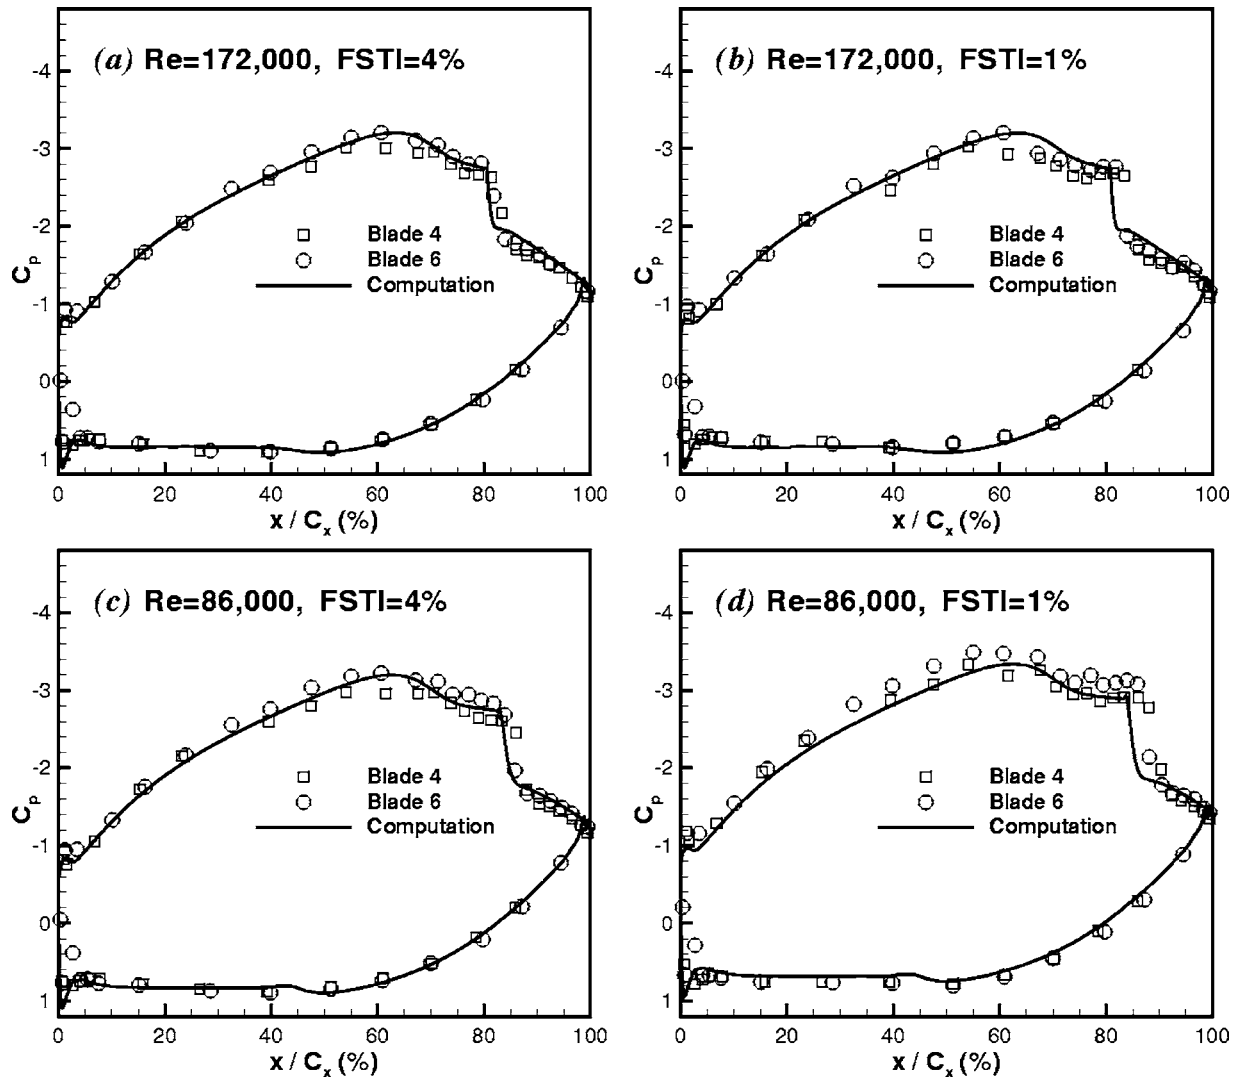 (a) Re=172,000, FSTI=4%
-4
-3
-2
-1
0
1
C_p
Blade 4
Blade 6
Computation
0 20 40 60 80 100
x / C_x (%)
(b) Re=172,000, FSTI=1%
-4
-3
-2
-1
0
1
Blade 4
Blade 6
Computation
0 20 40 60 80 100
x / C_x (%)
(c) Re=86,000, FSTI=4%
-4
-3
-2
-1
0
1
C_p
Blade 4
Blade 6
Computation
0 20 40 60 80 100
x / C_x (%)
(d) Re=86,000, FSTI=1%
-4
-3
-2
-1
0
1
Blade 4
Blade 6
Computation
0 20 40 60 80 100
x / C_x (%)